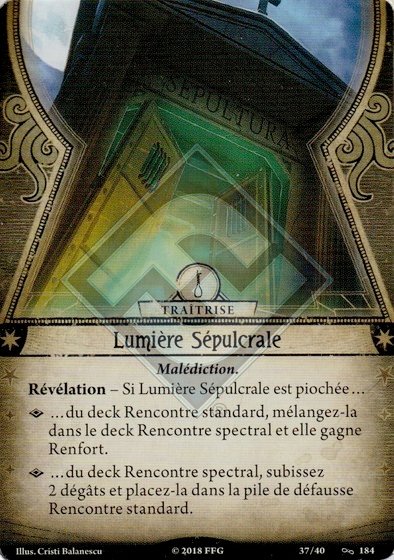 SEPULTURA
TRAÎTRISE
Lumière Sépulcrale
Malédiction.
Révélation – Si Lumière Sépulcrale est piochée…
…du deck Rencontre standard, mélangez-la
dans le deck Rencontre spectral et elle gagne
Renfort.
…du deck Rencontre spectral, subissez
2 dégâts et placez-la dans la pile de défausse
Rencontre standard.
Illus. Cristi Balanescu © 2018 FFG 37/40 184